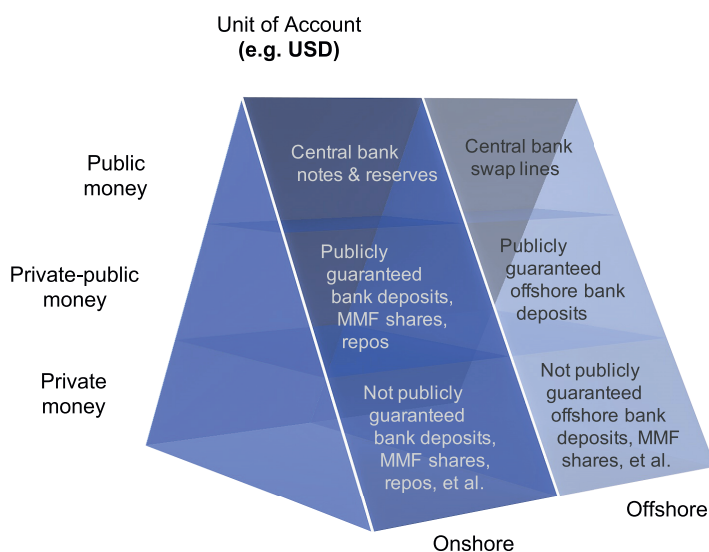 Unit of Account
(e.g. USD)
Public
money
Central bank
notes & reserves
Central bank
swap lines
Private-public
money
Publicly
guaranteed
bank deposits,
MMF shares,
repos
Publicly
guaranteed
offshore bank
deposits
Private
money
Not publicly
guaranteed
bank deposits,
MMF shares,
repos, et al.
Not publicly
guaranteed
offshore bank
deposits, MMF
shares, et al.
Onshore
Offshore